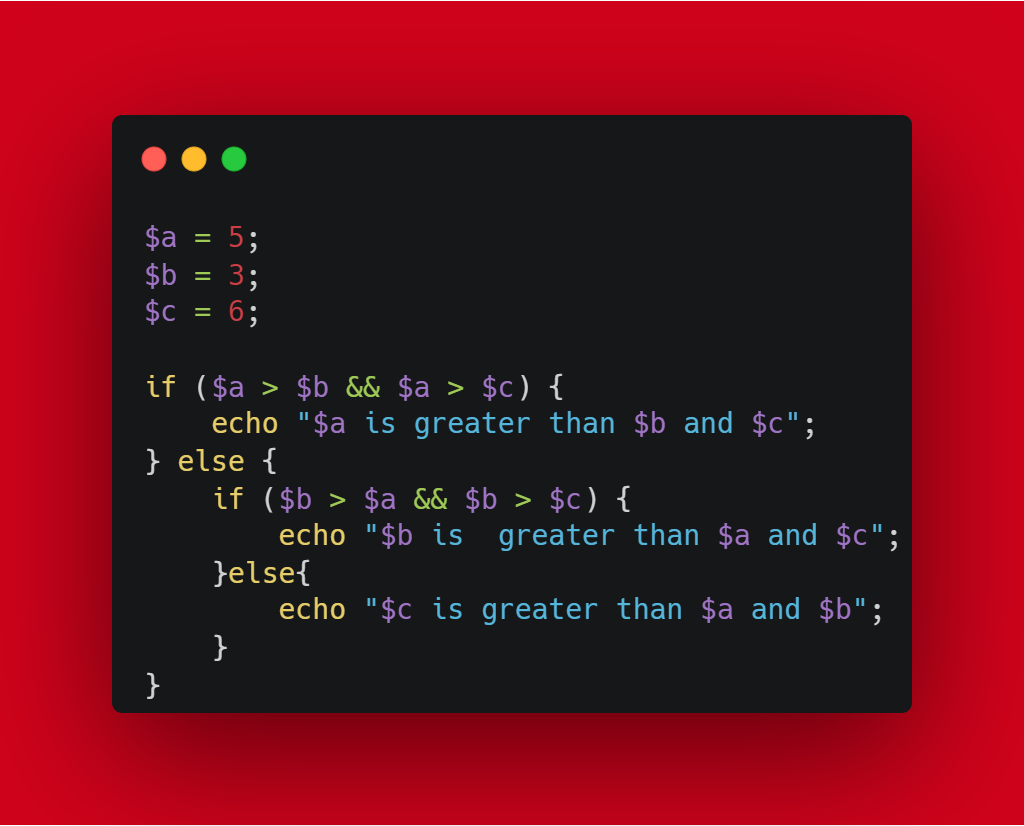 $a = 5;
$b = 3;
$c = 6;

if ($a > $b && $a > $c) {
    echo "$a is greater than $b and $c";
} else {
    if ($b > $a && $b > $c) {
        echo "$b is  greater than $a and $c";
    }else{
        echo "$c is greater than $a and $b";
    }
}